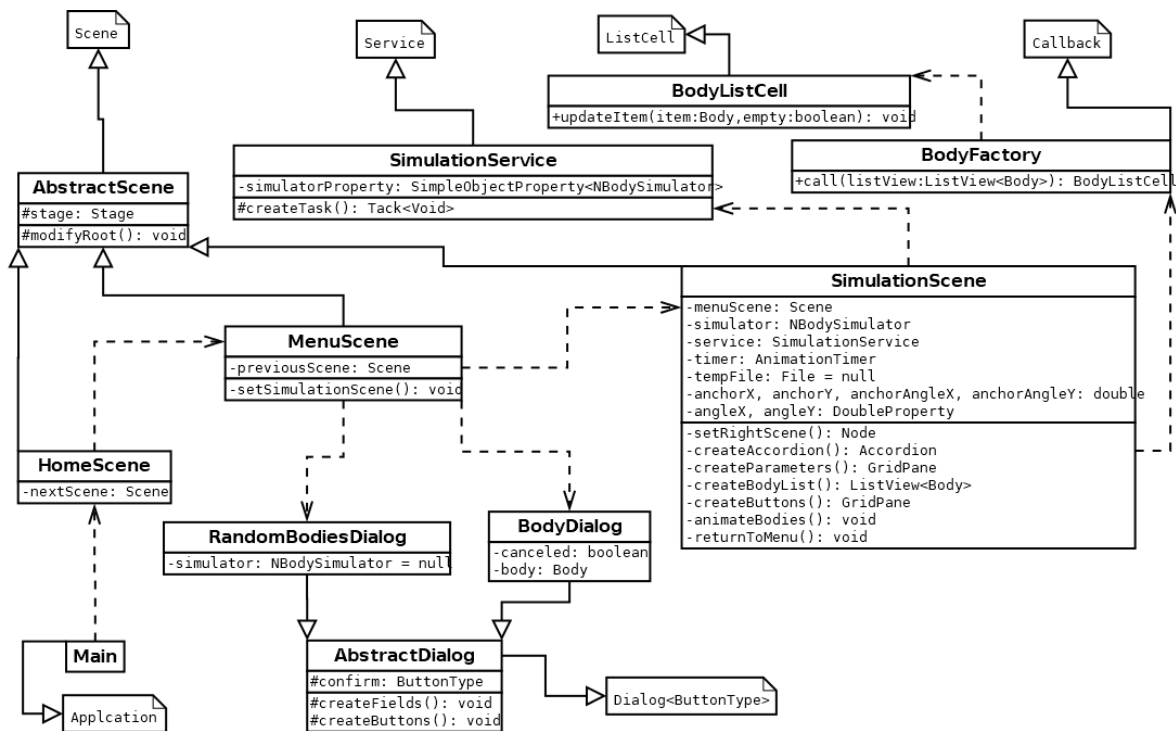 Scene
Service
ListCell
Callback
BodyListCell
+updateItem(item:Body,empty:boolean): void
SimulationService
-simulatorProperty: SimpleObjectProperty<NBodySimulator>
#createTask(): Tack<Void>
BodyFactory
+call(listView:ListView<Body>): BodyListCell
AbstractScene
#stage: Stage
#modifyRoot(): void
SimulationScene
-menuScene: Scene
-simulator: NBodySimulator
-service: SimulationService
-timer: AnimationTimer
-tempFile: File = null
-anchorX, anchorY, anchorAngleX, anchorAngleY: double
-angleX, angleY: DoubleProperty
-setRightScene(): Node
-createAccordion(): Accordion
-createParameters(): GridPane
-createBodyList(): ListView<Body>
-createButtons(): GridPane
-animateBodies(): void
-returnToMenu(): void
MenuScene
-previousScene: Scene
-setSimulationScene(): void
HomeScene
-nextScene: Scene
RandomBodiesDialog
-simulator: NBodySimulator = null
BodyDialog
-canceled: boolean
-body: Body
Main
Applcation
AbstractDialog
#confirm: ButtonType
#createFields(): void
#createButtons(): void
Dialog<ButtonType>